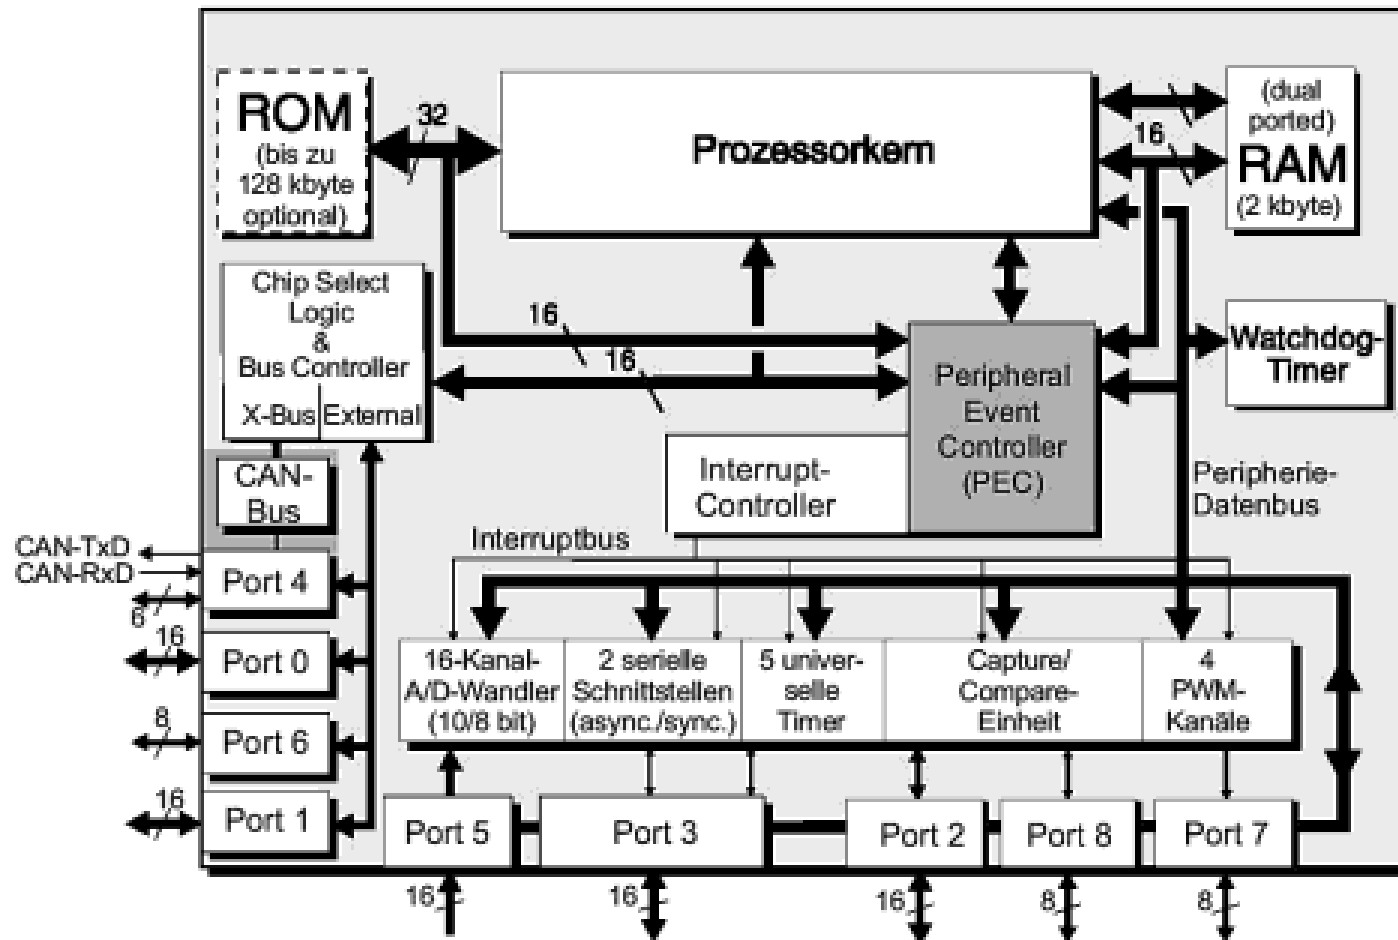 ROM
(bis zu
128 kbyte
optional)
32
Prozessorkern
16
(dual
ported)
RAM
(2 kbyte)
Chip Select
Logic
&
Bus Controller
X-Bus
External
16
16
Peripheral
Event
Controller
(PEC)
Watchdog-
Timer
CAN-
Bus
Interrupt-
Controller
Peripherie-
Datenbus
Interruptbus
CAN-TxD
CAN-RxD
6
Port 4
16
Port 0
8
Port 6
16
Port 1
16-Kanal-
A/D-Wandler
(10/8 bit)
2 serielle
Schnittstellen
(async./sync.)
5 univer-
selle
Timer
Capture/
Compare-
Einheit
4
PWM-
Kanäle
Port 5
Port 3
Port 2
Port 8
Port 7
16
16
16
8
8